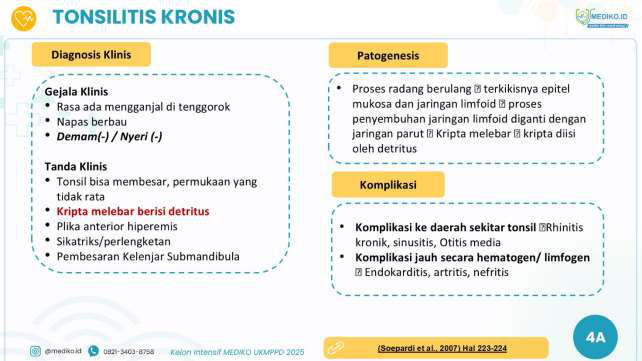 TONSILITIS KRONIS
MEDIKO.ID
Diagnosis Klinis
Gejala Klinis
• Rasa ada mengganjal di tenggorok
• Napas berbau
• Demam(-) / Nyeri (-)
Tanda Klinis
• Tonsil bisa membesar, permukaan yang
tidak rata
• Kripta melebar berisi detritus
• Plika anterior hiperemis
• Sikatriks/perlengketan
• Pembesaran Kelenjar Submandibula
Patogenesis
• Proses radang berulang ⍰ terkikisnya epitel
mukosa dan jaringan limfoid ⍰ proses
penyembuhan jaringan limfoid diganti dengan
jaringan parut ⍰ Kripta melebar ⍰ kripta diisi
oleh detritus
Komplikasi
• Komplikasi ke daerah sekitar tonsil ⍰Rhinitis
kronik, sinusitis, Otitis media
• Komplikasi jauh secara hematogen/ limfogen
⍰ Endokarditis, artritis, nefritis
@mediko.id
0821-3403-8758
Kelon Intensif MEDIKO UKMPPD 2025
(Soepardi et al., 2007) Hal 223-224
4A